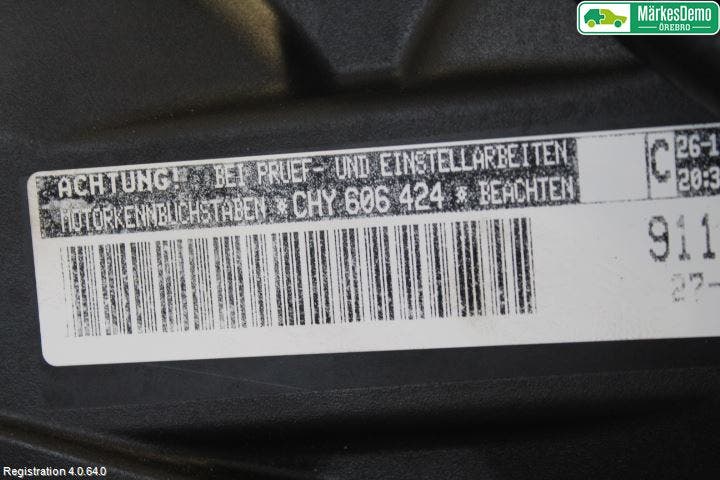 MärkesDemo
ÖREBRO
ACHTUNG! BEI PRUEF- UND EINSTELLARBEITEN
MOTORKENNBUCHSTABEN *CHY 606 424 * BEACHTEN
C
26-1
20:3
911
27-
Registration 4.0.64.0